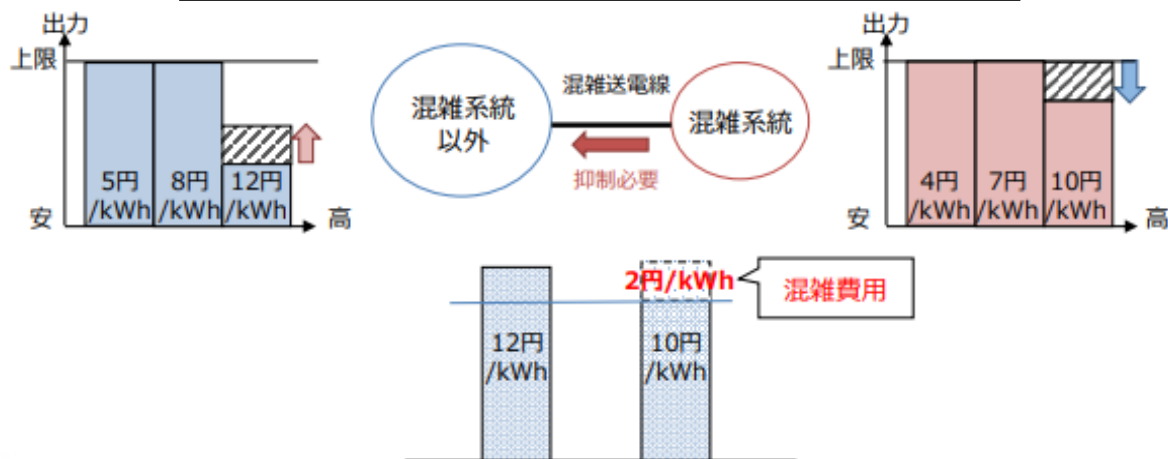 出力
上限
5円
/kWh
8円
/kWh
12円
/kWh
安
高
混雑系統
以外
混雑送電線
抑制必要
混雑系統
出力
上限
4円
/kWh
7円
/kWh
10円
/kWh
安
高
2円/kWh
混雑費用
12円
/kWh
10円
/kWh